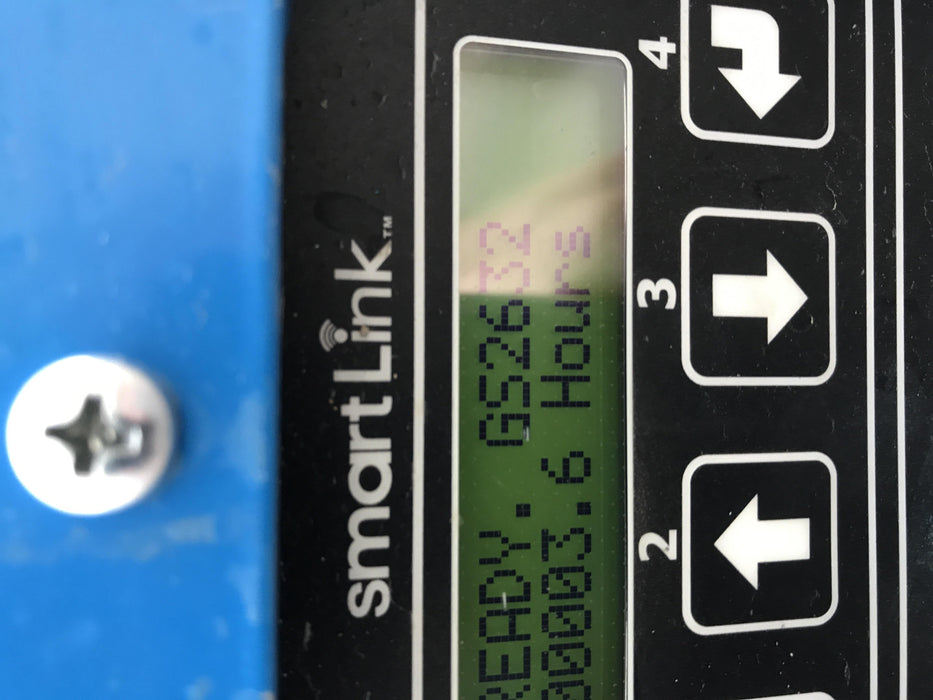 smartLink™
READY. GS2632
00003.6 Hours
2 3 4